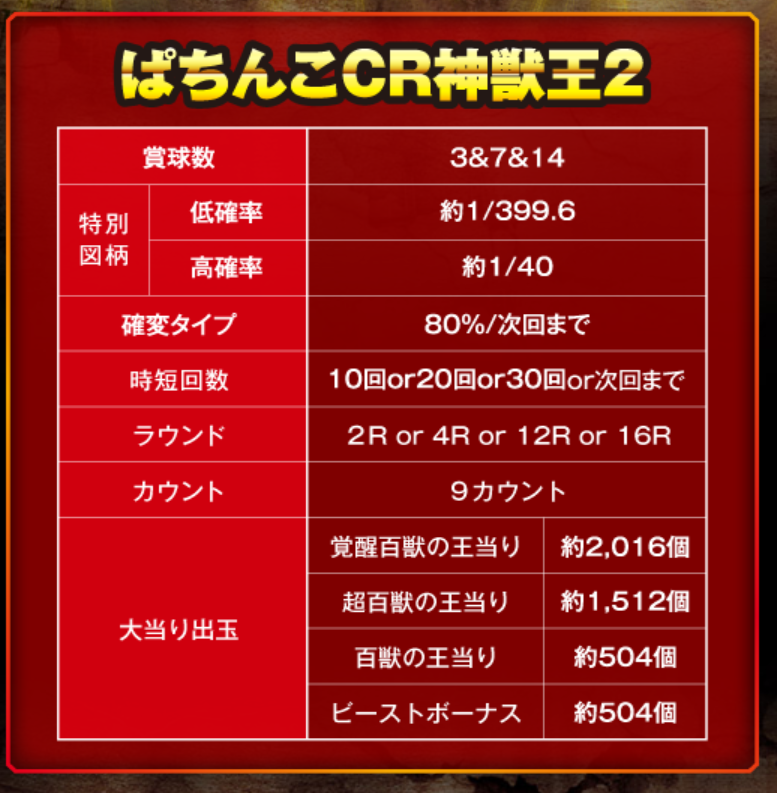 ぱちんこCR神獣王2
賞球数 3&7&14
特別図柄 低確率 約1/399.6
高確率 約1/40
確変タイプ 80%/次回まで
時短回数 10回or20回or30回or次回まで
ラウンド 2R or 4R or 12R or 16R
カウント 9カウント
大当り出玉 覚醒百獣の王当り 約2,016個
超百獣の王当り 約1,512個
百獣の王当り 約504個
ビーストボーナス 約504個